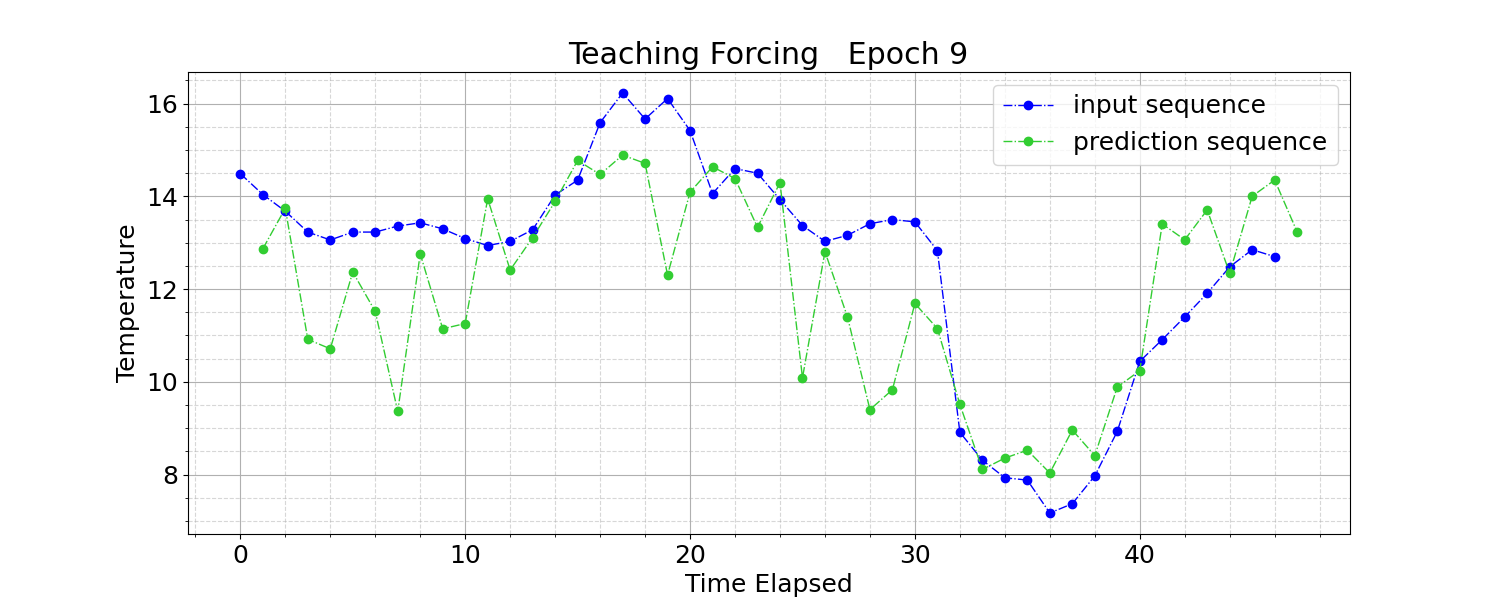 Teaching Forcing   Epoch 9
input sequence
prediction sequence
Temperature
16
14
12
10
8
0 10 20 30 40
Time Elapsed